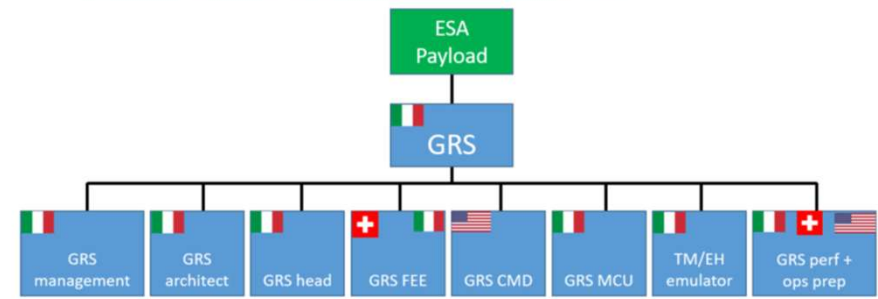 ESA
Payload
GRS
GRS
management
GRS
architect
GRS head
GRS FEE
GRS CMD
GRS MCU
TM/EH
emulator
GRS perf +
ops prep